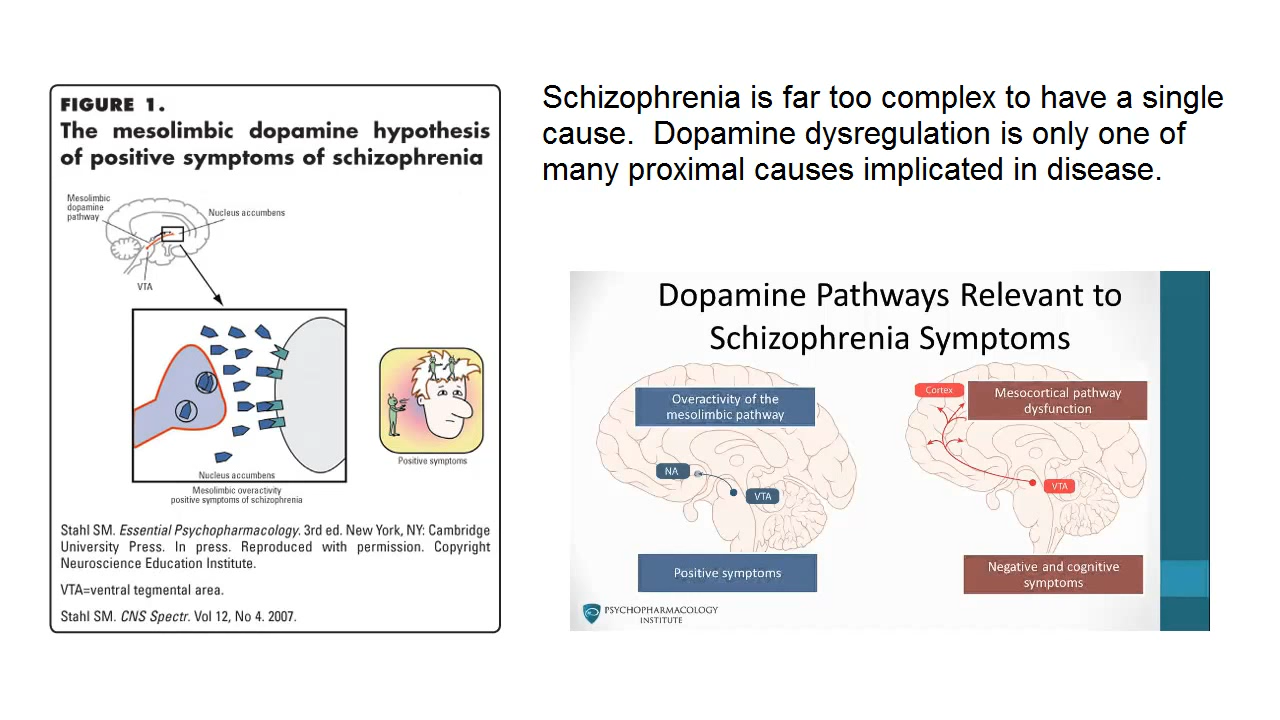 FIGURE 1.
The mesolimbic dopamine hypothesis
of positive symptoms of schizophrenia
Mesolimbic
dopamine
pathway
Nucleus accumbens
VTA
Nucleus accumbens
Mesolimbic overactivity
positive symptoms of schizophrenia
Positive symptoms
Stahl SM. Essential Psychopharmacology. 3rd ed. New York, NY: Cambridge
University Press. In press. Reproduced with permission. Copyright
Neuroscience Education Institute.
VTA=ventral tegmental area.
Stahl SM. CNS Spectr. Vol 12, No 4. 2007.
Schizophrenia is far too complex to have a single
cause.  Dopamine dysregulation is only one of
many proximal causes implicated in disease.
Dopamine Pathways Relevant to
Schizophrenia Symptoms
Overactivity of the
mesolimbic pathway
NA
VTA
Positive symptoms
Cortex
Mesocortical pathway
dysfunction
VTA
Negative and cognitive
symptoms
PSYCHOPHARMACOLOGY
INSTITUTE